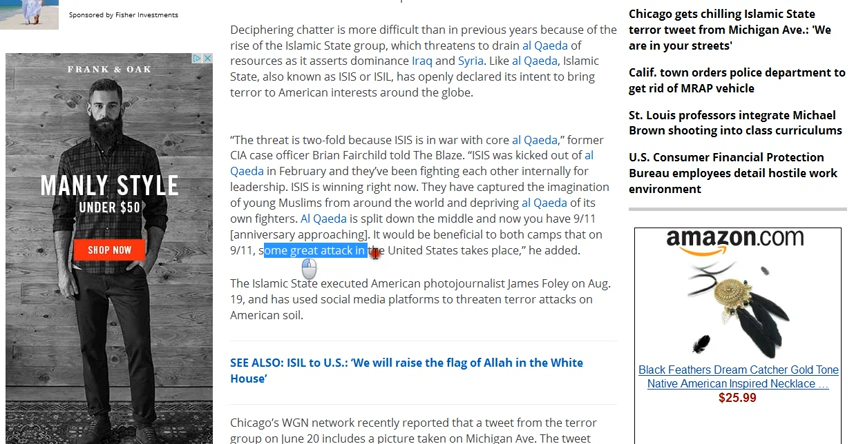 Sponsored by Fisher Investments
FRANK & OAK
MANLY STYLE
UNDER $50
SHOP NOW
Deciphering chatter is more difficult than in previous years because of the
rise of the Islamic State group, which threatens to drain al Qaeda of
resources as it asserts dominance Iraq and Syria. Like al Qaeda, Islamic
State, also known as ISIS or ISIL, has openly declared its intent to bring
terror to American interests around the globe.
“The threat is two-fold because ISIS is in war with core al Qaeda,” former
CIA case officer Brian Fairchild told The Blaze. “ISIS was kicked out of al
Qaeda in February and they’ve been fighting each other internally for
leadership. ISIS is winning right now. They have captured the imagination
of young Muslims from around the world and depriving al Qaeda of its
own fighters. Al Qaeda is split down the middle and now you have 9/11
[anniversary approaching]. It would be beneficial to both camps that on
9/11, some great attack in the United States takes place,” he added.
The Islamic State executed American photojournalist James Foley on Aug.
19, and has used social media platforms to threaten terror attacks on
American soil.
SEE ALSO: ISIL to U.S.: ‘We will raise the flag of Allah in the White
House’
Chicago’s WGN network recently reported that a tweet from the terror
group on June 20 includes a picture taken on Michigan Ave. The tweet
Chicago gets chilling Islamic State
terror tweet from Michigan Ave.: 'We
are in your streets'
Calif. town orders police department to
get rid of MRAP vehicle
St. Louis professors integrate Michael
Brown shooting into class curriculums
U.S. Consumer Financial Protection
Bureau employees detail hostile work
environment
amazon.com
Black Feathers Dream Catcher Gold Tone
Native American Inspired Necklace ...
$25.99